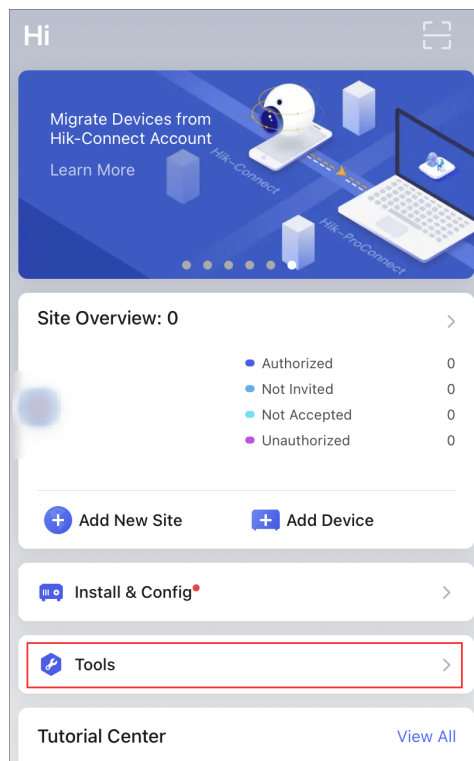 Hi
Migrate Devices from
Hik-Connect Account
Learn More
Hik-Connect
Hik-ProConnect
Site Overview: 0
Authorized 0
Not Invited 0
Not Accepted 0
Unauthorized 0
Add New Site Add Device
Install & Config
Tools
Tutorial Center View All